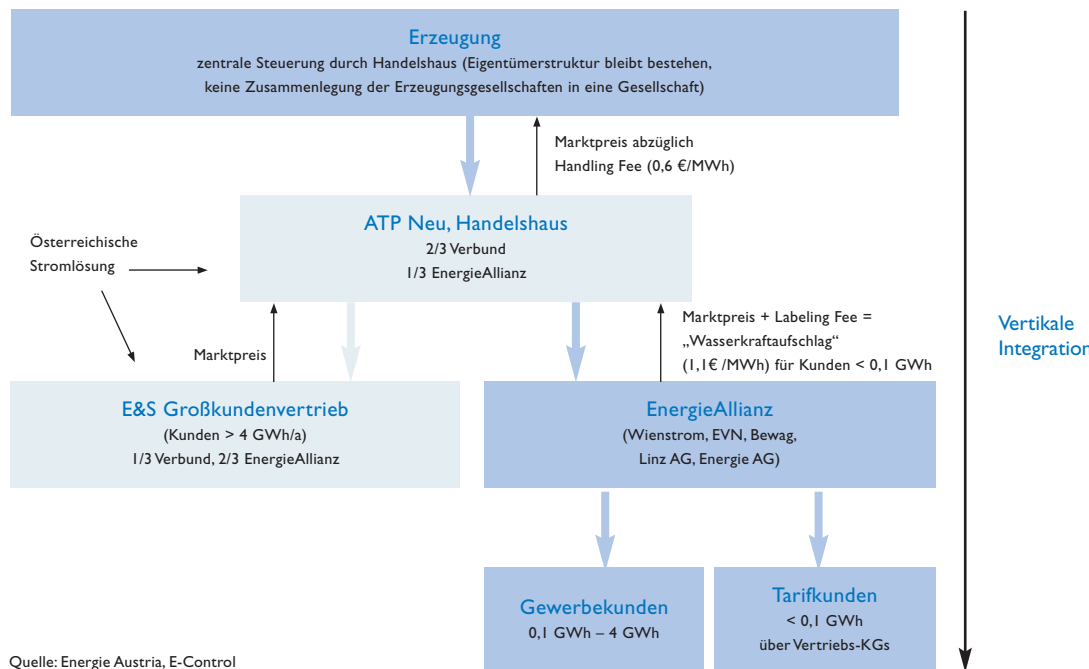 Erzeugung
zentrale Steuerung durch Handelshaus (Eigentümerstruktur bleibt bestehen,
keine Zusammenlegung der Erzeugungsgesellschaften in eine Gesellschaft)
Marktpreis abzüglich
Handling Fee (0,6 €/MWh)
ATP Neu, Handelshaus
2/3 Verbund
1/3 EnergieAllianz
Österreichische
Stromlösung
Marktpreis
Marktpreis + Labeling Fee =
„Wasserkraftaufschlag“
(1,1€ /MWh) für Kunden < 0,1 GWh
Vertikale
Integration
E&S Großkundenvertrieb
(Kunden > 4 GWh/a)
1/3 Verbund, 2/3 EnergieAllianz
EnergieAllianz
(Wienstrom, EVN, Bewag,
Linz AG, Energie AG)
Gewerbekunden
0,1 GWh – 4 GWh
Tarifkunden
< 0,1 GWh
über Vertriebs-KGs
Quelle: Energie Austria, E-Control